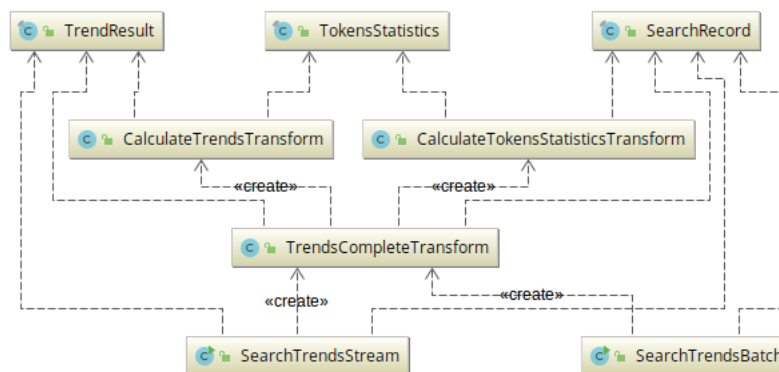 TrendResult
TokensStatistics
SearchRecord
CalculateTrendsTransform
CalculateTokensStatisticsTransform
«create»
«create»
TrendsCompleteTransform
«create»
«create»
SearchTrendsStream
SearchTrendsBatch